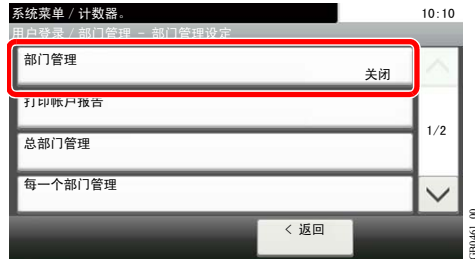 系统菜单 / 计数器。
10:10
用户登录 / 部门管理 - 部门管理设定
部门管理
关闭
打印帐户报告
1/2
总部门管理
每一个部门管理
< 返回